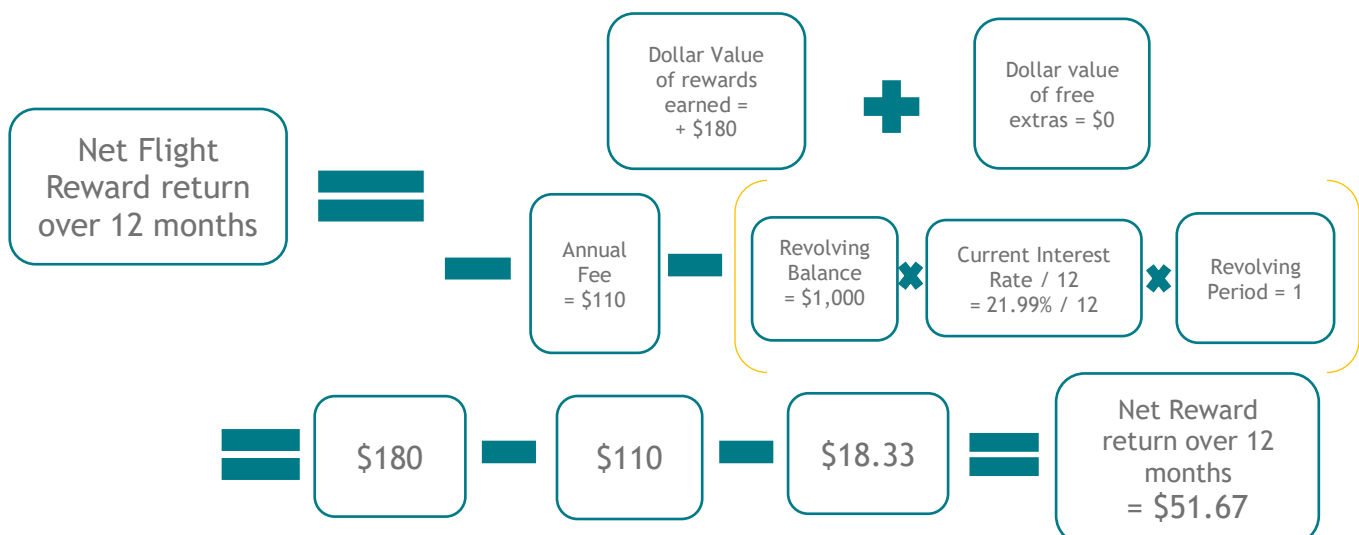 Net Flight
Reward return
over 12 months
Dollar Value
of rewards
earned =
+ $180
Dollar value
of free
extras = $0
Annual
Fee
= $110
Revolving
Balance
= $1,000
Current Interest
Rate / 12
= 21.99% / 12
Revolving
Period = 1
$180
$110
$18.33
Net Reward
return over 12
months
= $51.67